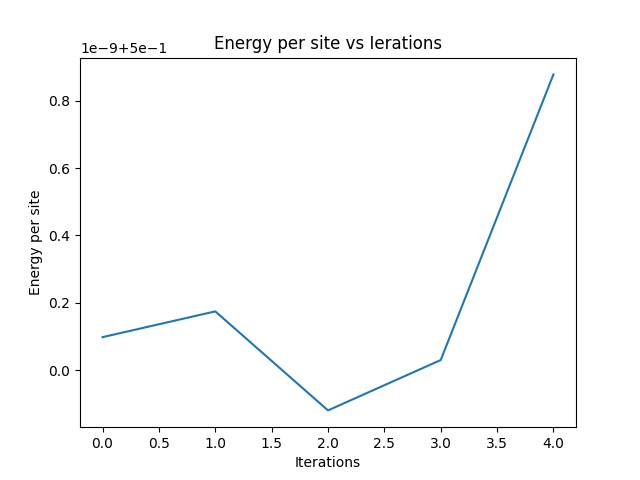 1e−9+5e−1
Energy per site vs Ierations
0.8
0.6
0.4
0.2
0.0
Energy per site
0.0 0.5 1.0 1.5 2.0 2.5 3.0 3.5 4.0
Iterations